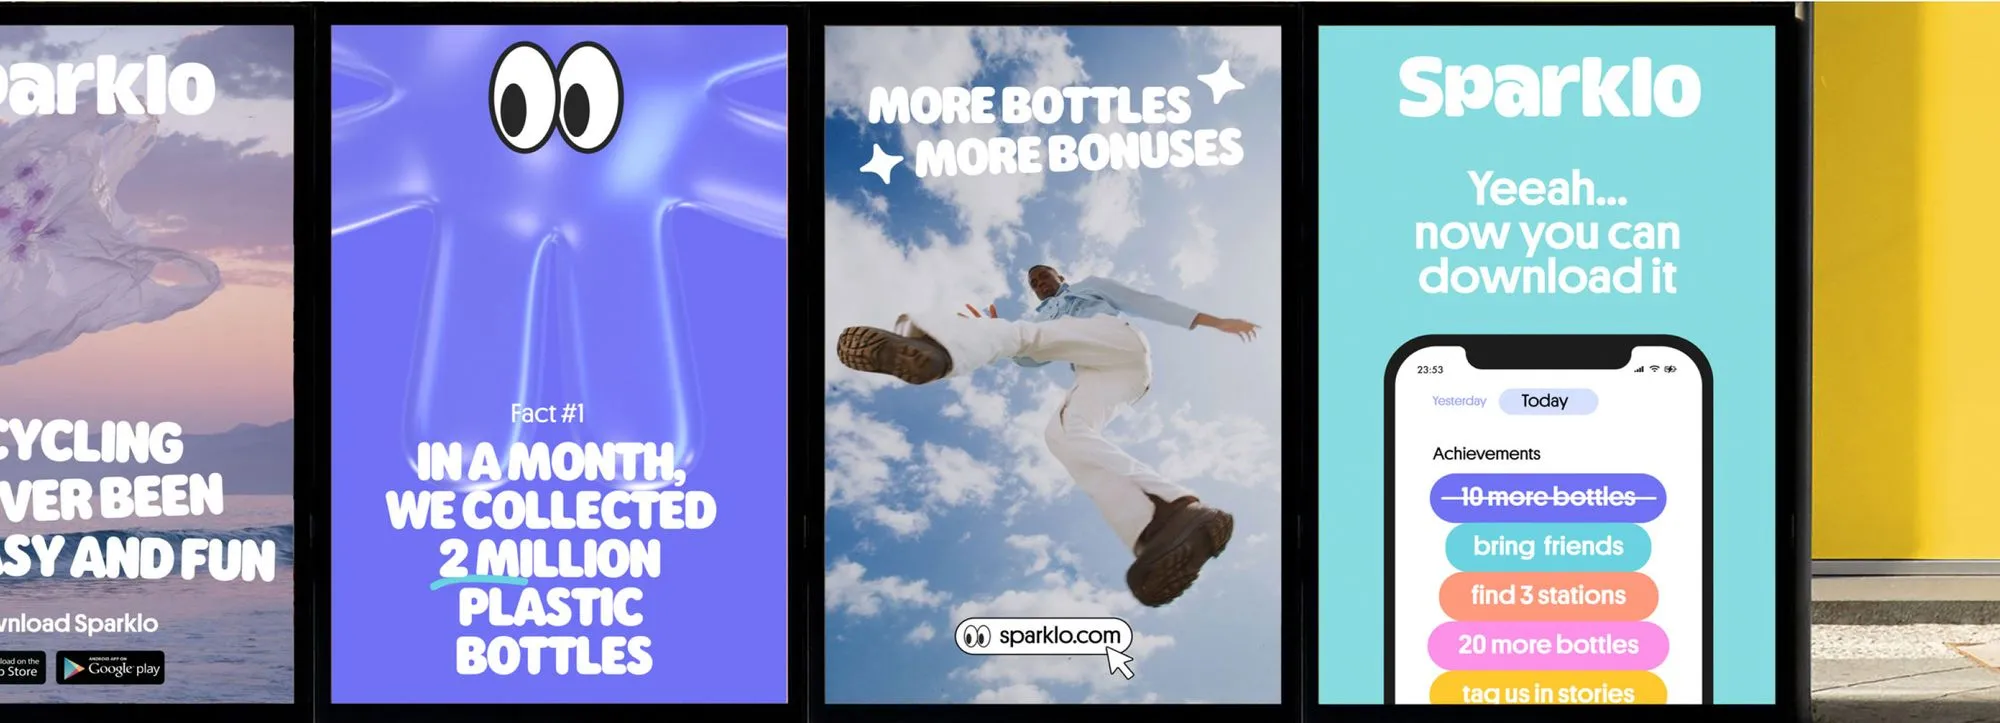 parklo
CYCLING
VER BEEN
ASY AND FUN
wnload Sparklo
load on the
p Store
ANDROID APP ON
Google play
Fact #1
IN A MONTH,
WE COLLECTED
2 MILLION
PLASTIC
BOTTLES
MORE BOTTLES
MORE BONUSES
sparklo.com
Sparklo
Yeeah...
now you can
download it
23:53
Yesterday Today
Achievements
10 more bottles
bring friends
find 3 stations
20 more bottles
tag us in stories